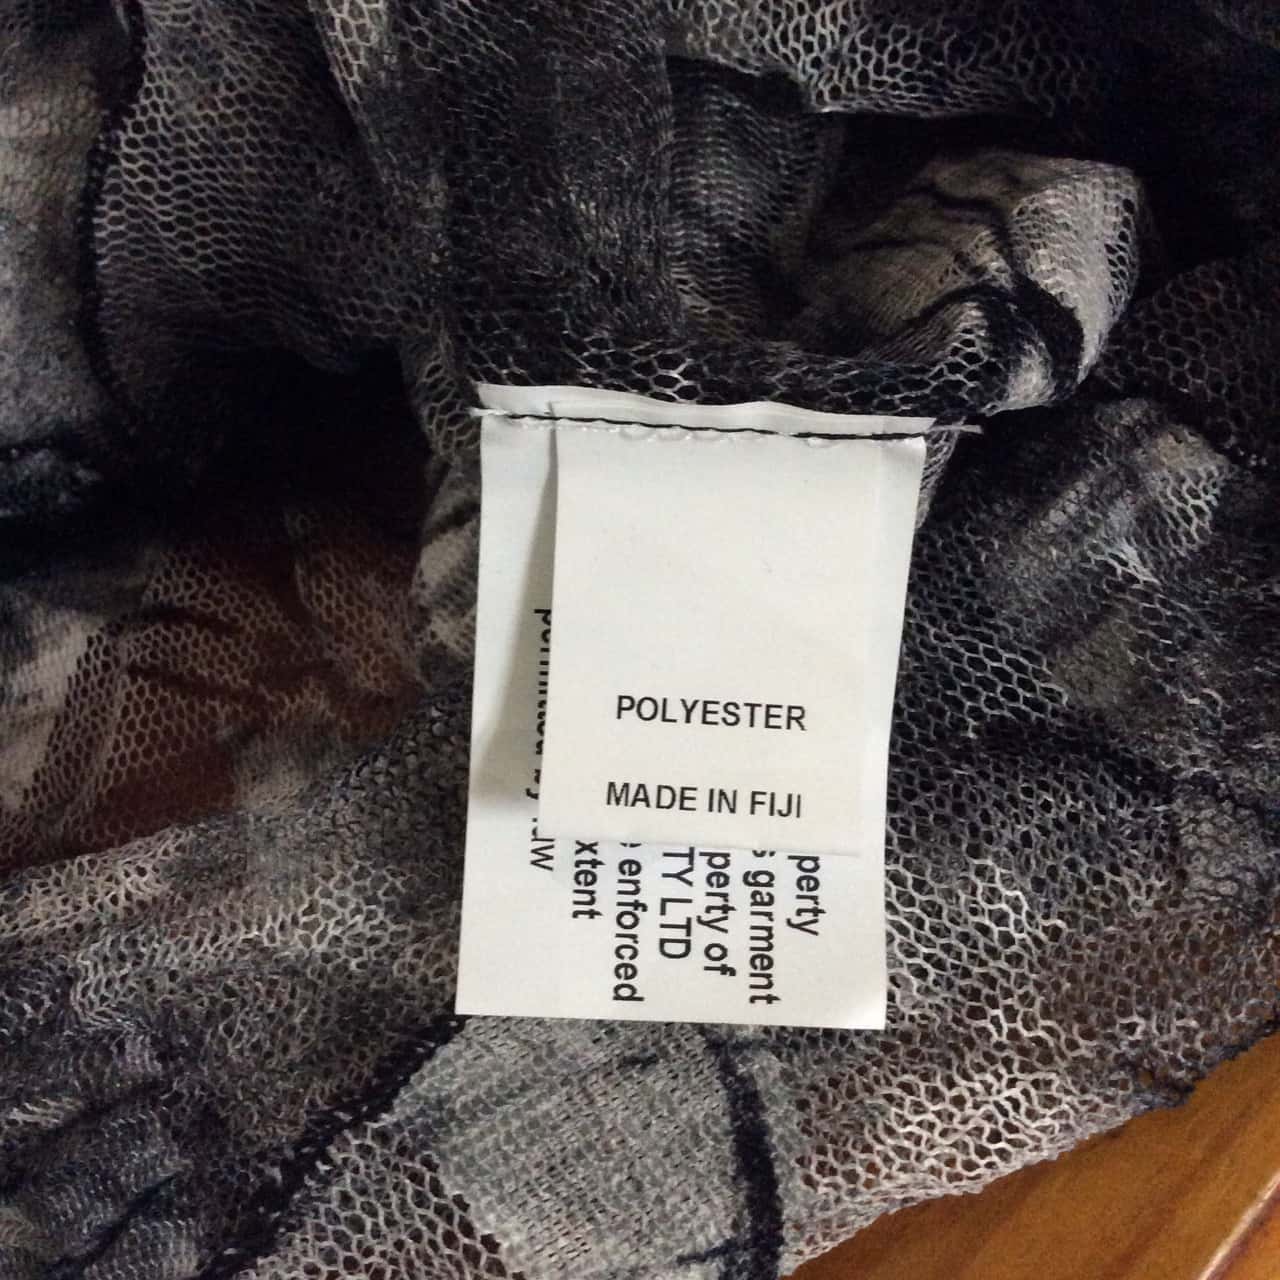 POLYESTER
MADE IN FIJI
perty
garment
perty of
TY LTD
enforced
xtent